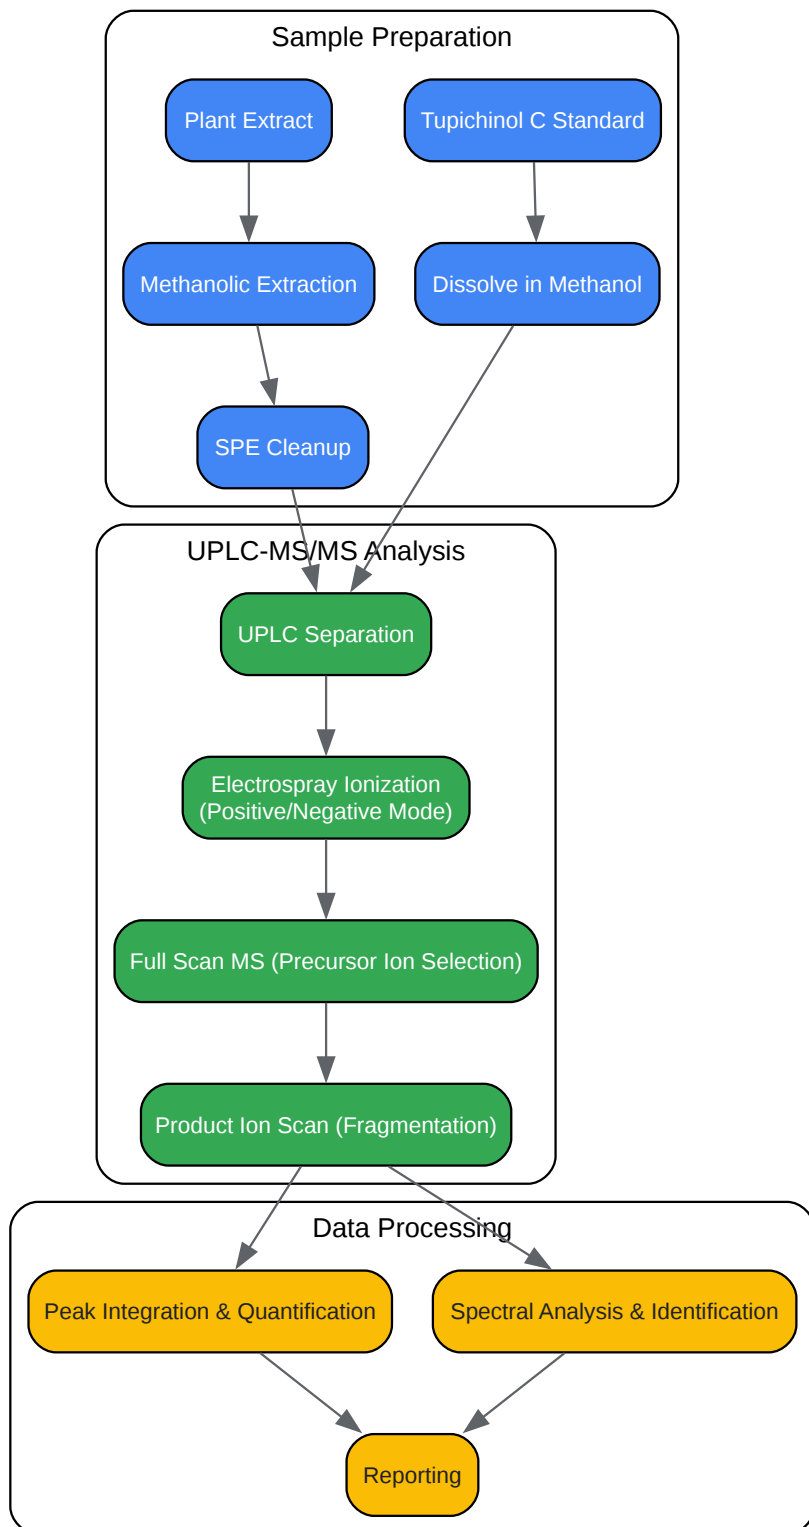 Sample Preparation
Plant Extract
Tupichinol C Standard
Methanolic Extraction
Dissolve in Methanol
SPE Cleanup
UPLC-MS/MS Analysis
UPLC Separation
Electrospray Ionization
(Positive/Negative Mode)
Full Scan MS (Precursor Ion Selection)
Product Ion Scan (Fragmentation)
Data Processing
Peak Integration & Quantification
Spectral Analysis & Identification
Reporting